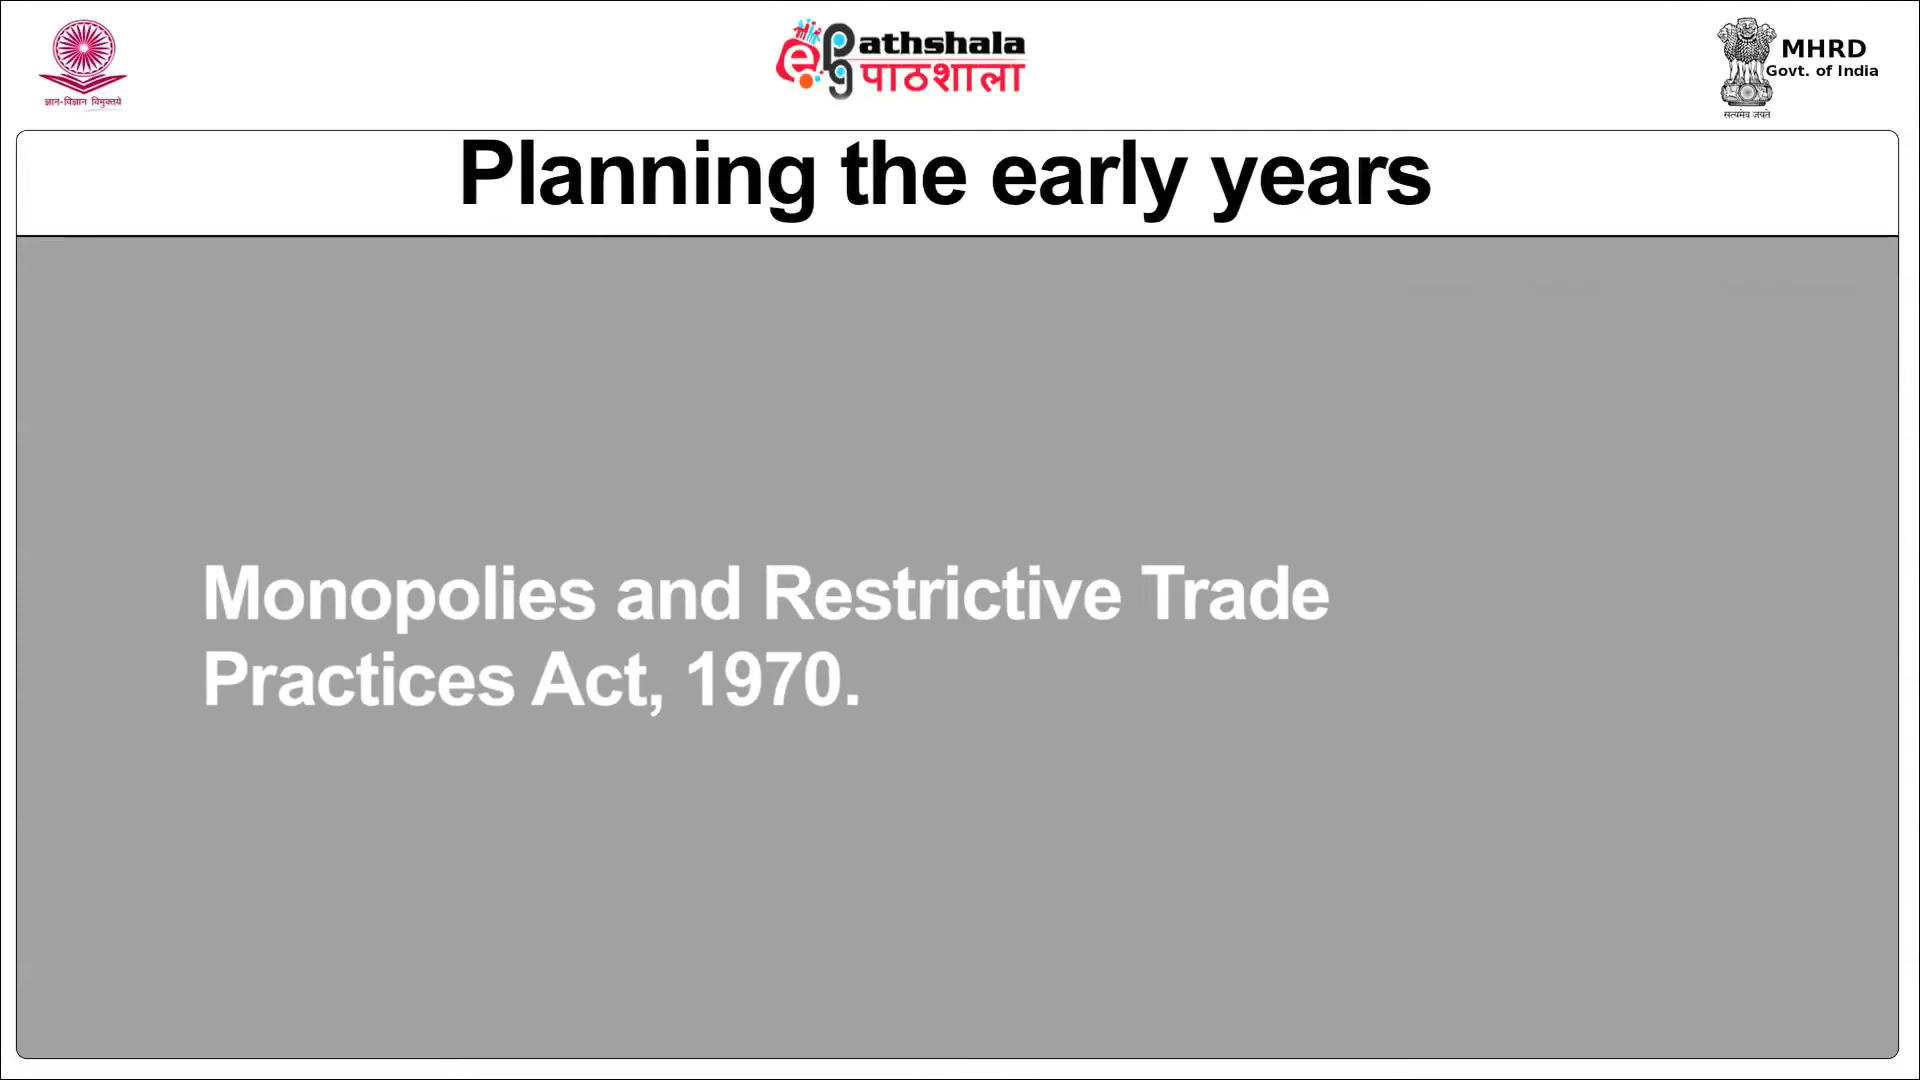 ज्ञान-विज्ञान विमुक्तये
e pg athshala
पाठशाला
MHRD
Govt. of India
सत्यमेव जयते
Planning the early years
Monopolies and Restrictive Trade
Practices Act, 1970.